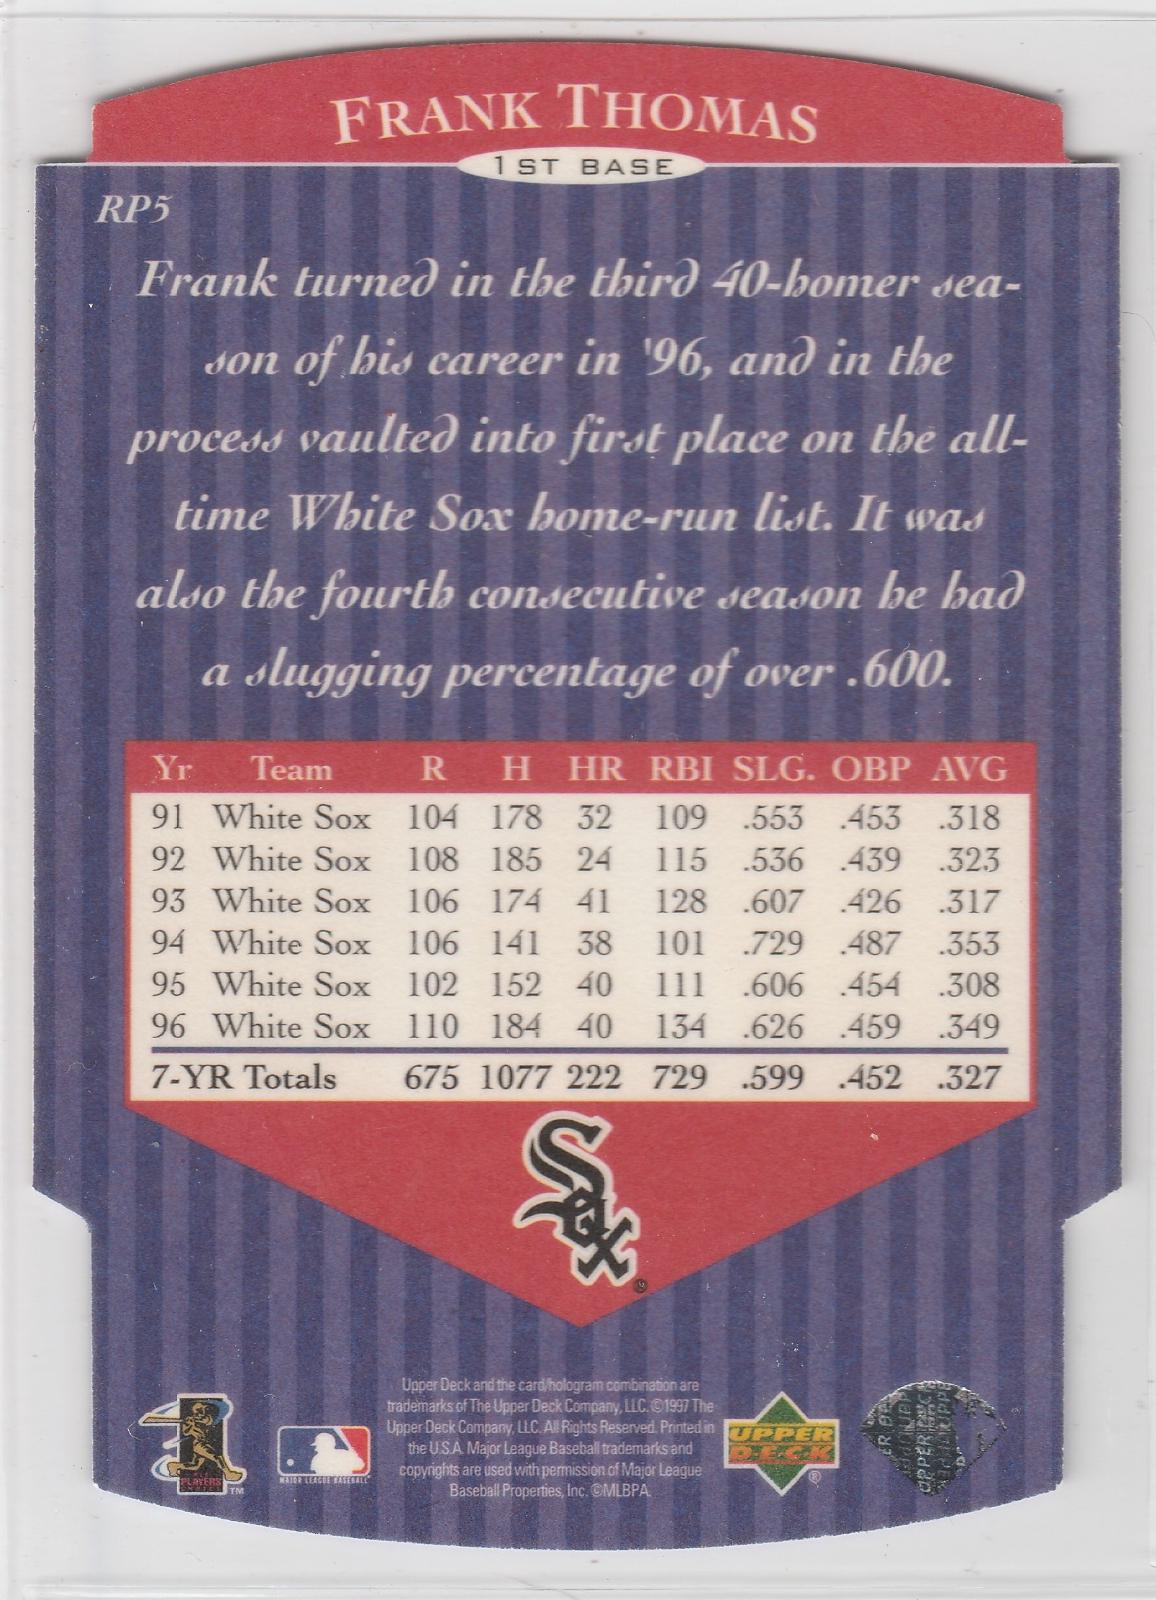 FRANK THOMAS
1ST BASE
RP5
Frank turned in the third 40-homer sea-
son of his career in '96, and in the
process vaulted into first place on the all-
time White Sox home-run list. It was
also the fourth consecutive season he had
a slugging percentage of over .600.
Yr Team R H HR RBI SLG. OBP AVG
91 White Sox 104 178 32 109 .553 .453 .318
92 White Sox 108 185 24 115 .536 .439 .323
93 White Sox 106 174 41 128 .607 .426 .317
94 White Sox 106 141 38 101 .729 .487 .353
95 White Sox 102 152 40 111 .606 .454 .308
96 White Sox 110 184 40 134 .626 .459 .349
7-YR Totals 675 1077 222 729 .599 .452 .327
Sox
®
Upper Deck and the card/hologram combination are
trademarks of The Upper Deck Company, LLC. ©1997 The
Upper Deck Company, LLC. All Rights Reserved. Printed in
the U.S.A. Major League Baseball trademarks and
copyrights are used with permission of Major League
Baseball Properties, Inc. ©MLBPA.
PLAYERS
CHOICE
TM
MAJOR LEAGUE BASEBALL
UPPER
DECK
®
UPPER